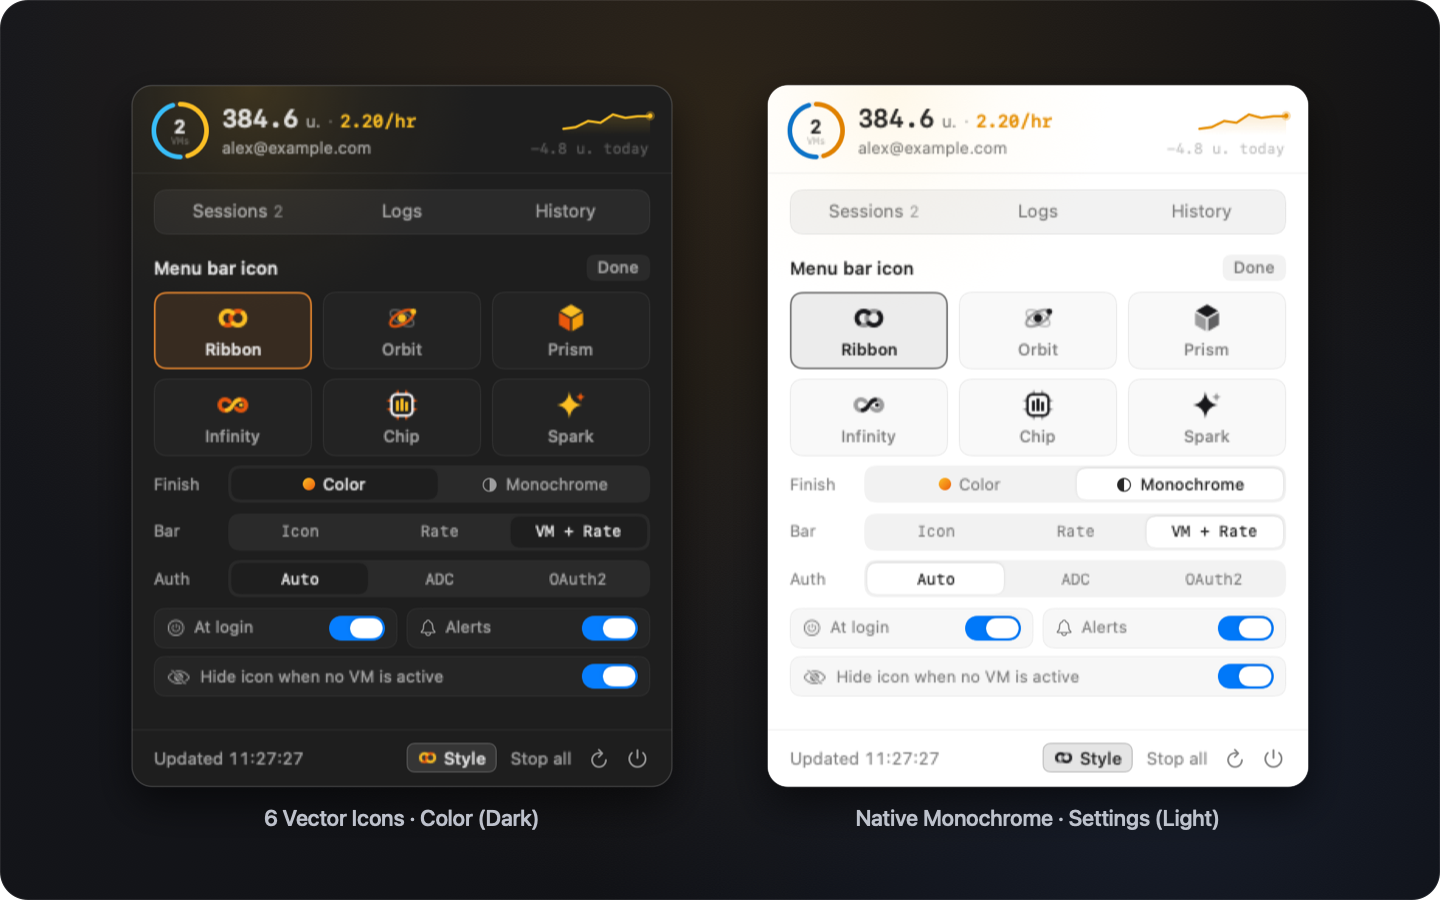 2
VMs
384.6 u. · 2.20/hr
alex@example.com
−4.8 u. today
Sessions 2
Logs
History
Menu bar icon
Done
Ribbon
Orbit
Prism
Infinity
Chip
Spark
Finish
Color
Monochrome
Bar
Icon
Rate
VM + Rate
Auth
Auto
ADC
OAuth2
At login
Alerts
Hide icon when no VM is active
Updated 11:27:27
Style
Stop all
6 Vector Icons · Color (Dark)
2
VMs
384.6 u. · 2.20/hr
alex@example.com
−4.8 u. today
Sessions 2
Logs
History
Menu bar icon
Done
Ribbon
Orbit
Prism
Infinity
Chip
Spark
Finish
Color
Monochrome
Bar
Icon
Rate
VM + Rate
Auth
Auto
ADC
OAuth2
At login
Alerts
Hide icon when no VM is active
Updated 11:27:27
Style
Stop all
Native Monochrome · Settings (Light)